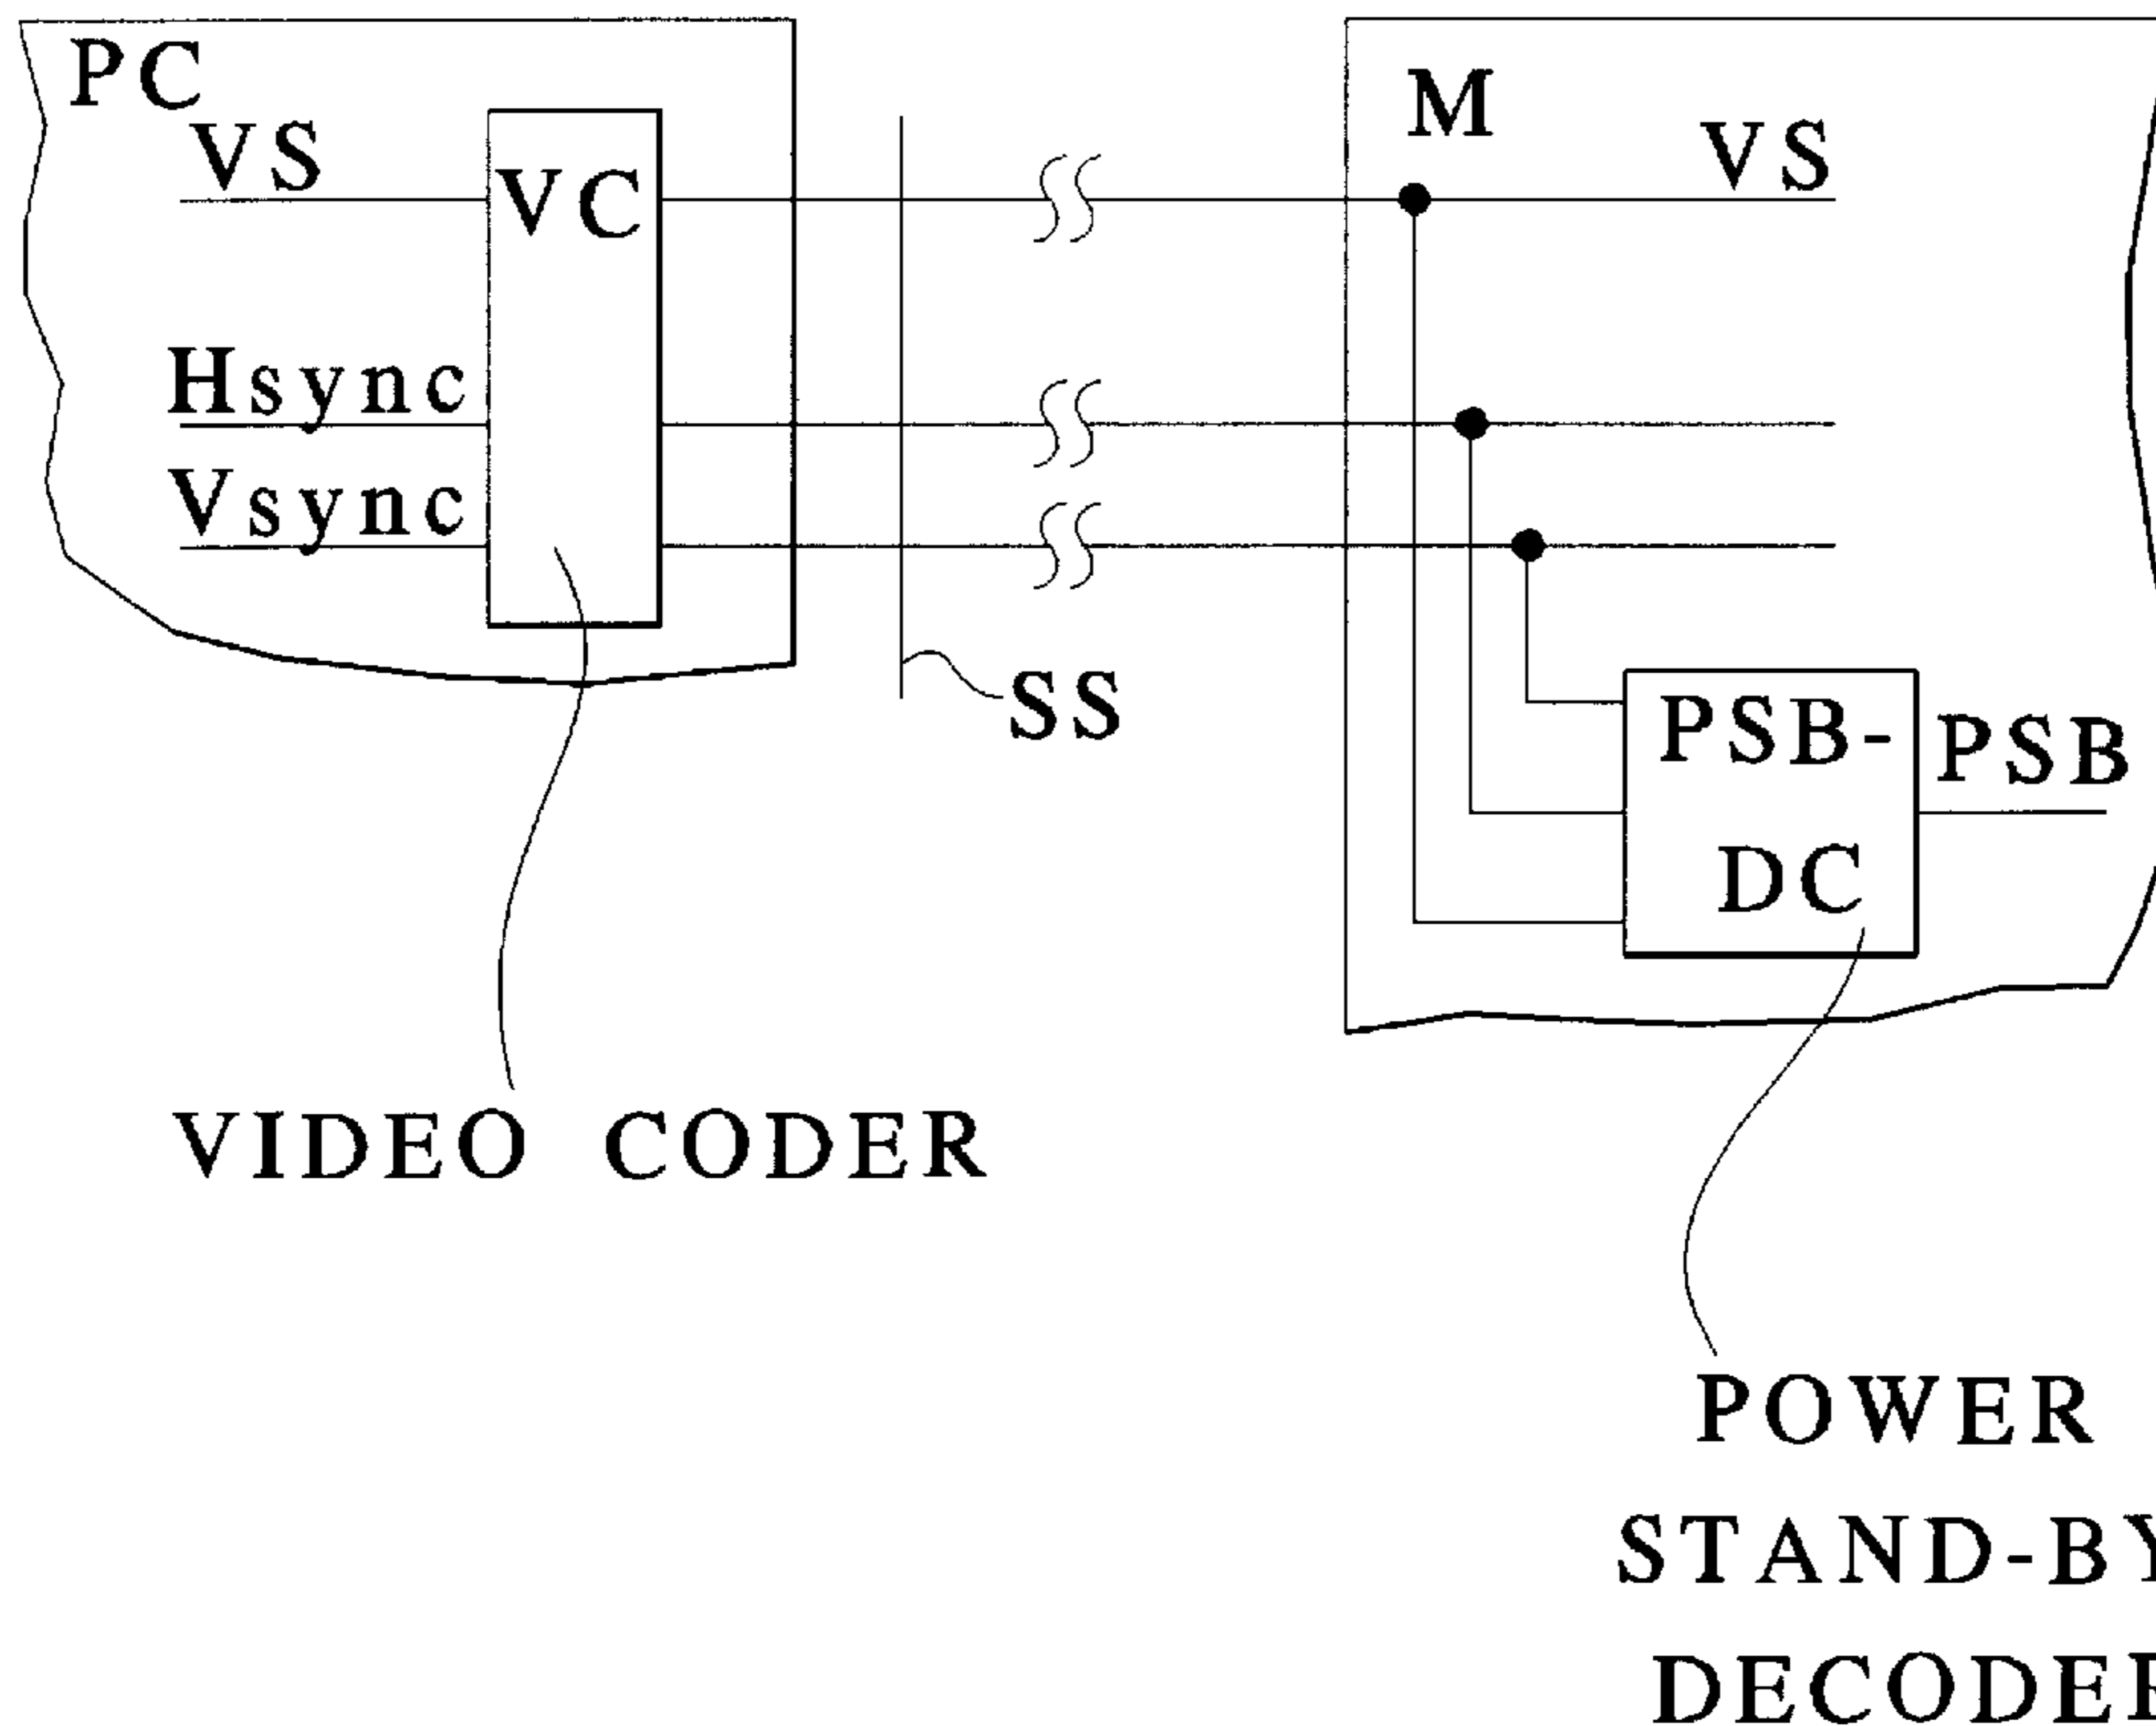 PC
M
VS
VS
VC
Hsync
Vsync
SS
PSB-
DC
PSB
VIDEO CODER
POWER
STAND-BY
DECODER